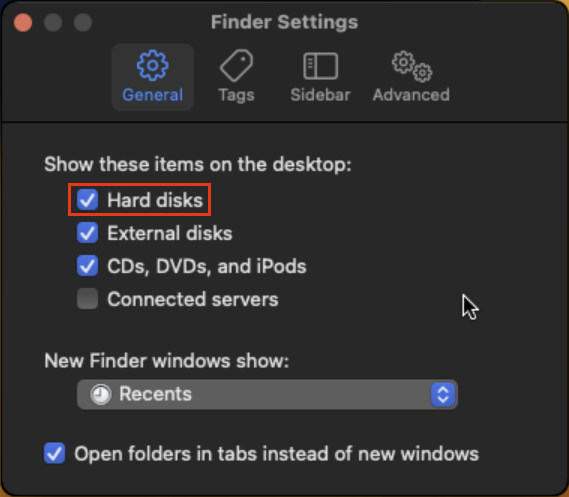 Finder Settings
General
Tags
Sidebar
Advanced
Show these items on the desktop:
Hard disks
External disks
CDs, DVDs, and iPods
Connected servers
New Finder windows show:
Recents
Open folders in tabs instead of new windows